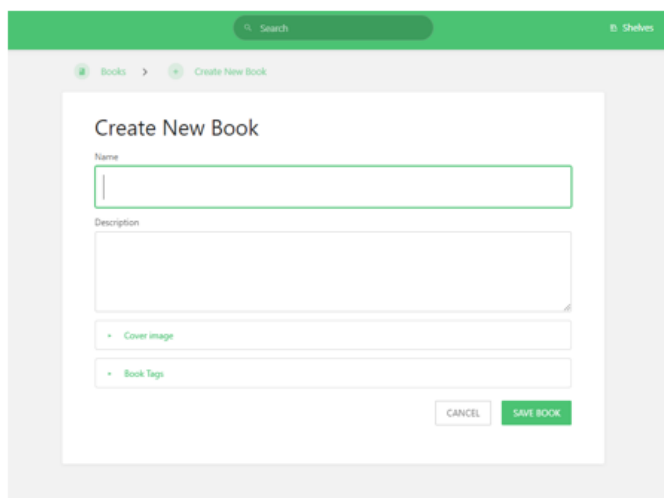 Search
Shelves
Books > Create New Book
Create New Book
Name
Description
Cover image
Book Tags
CANCEL
SAVE BOOK